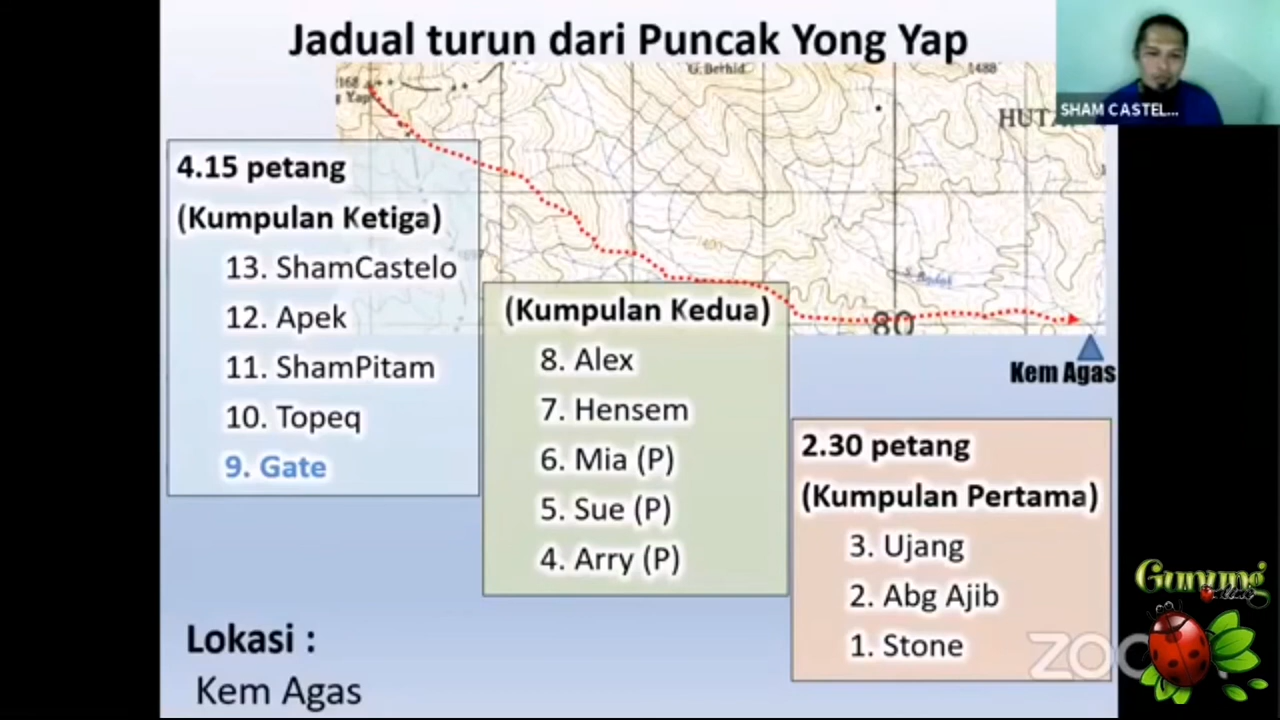 Jadual turun dari Puncak Yong Yap
G. Berhid
1488
168
g Yap
HUTA
SHAM CASTEL...
4.15 petang
(Kumpulan Ketiga)
13. ShamCastelo
12. Apek
11. ShamPitam
10. Topeq
9. Gate
(Kumpulan Kedua)
8. Alex
7. Hensem
6. Mia (P)
5. Sue (P)
4. Arry (P)
80
Kem Agas
2.30 petang
(Kumpulan Pertama)
3. Ujang
2. Abg Ajib
1. Stone
Lokasi :
Kem Agas
Gunung